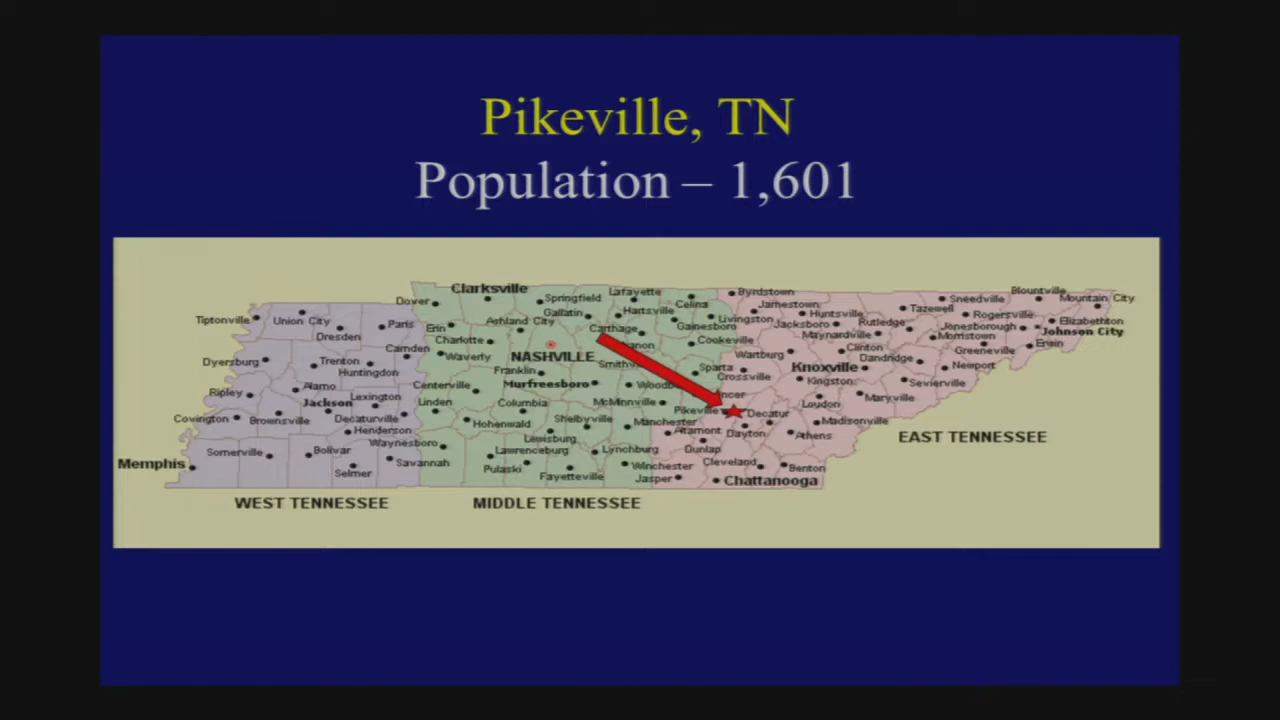 Pikeville, TN
Population – 1,601
Clarksville
Dover
Springfield
Lafayette
Celina
Byrdstown
Sneedville
Blountville
Mountain City
Tiptonville
Union City
Dresden
Paris
Erin
Ashland City
Gallatin
Hartsville
Carthage
Gainesboro
Livingston
Jamestown
Huntsville
Jacksboro
Tazewell
Rutledge
Rogersville
Jonesborough
Elizabethton
Johnson City
Camden
Charlotte
Waverly
NASHVILLE
Cookeville
Wartburg
Maynardville
Clinton
Morristown
Greeneville
Erwin
Dandridge
Newport
Dyersburg
Trenton
Huntingdon
Franklin
Sparta
Crossville
Knoxville
Kingston
Sevierville
Ripley
Alamo
Lexington
Jackson
Centerville
Linden
Murfreesboro
Columbia
McMinnville
Pikeville
Decatur
Loudon
Maryville
Madisonville
Covington
Brownsville
Decaturville
Henderson
Hohenwald
Shelbyville
Manchester
Altamont
Dayton
Athens
EAST TENNESSEE
Somerville
Bolivar
Waynesboro
Savannah
Lewisburg
Lawrenceburg
Lynchburg
Dunlap
Cleveland
Benton
Memphis
Selmer
Pulaski
Fayetteville
Winchester
Jasper
Chattanooga
WEST TENNESSEE
MIDDLE TENNESSEE